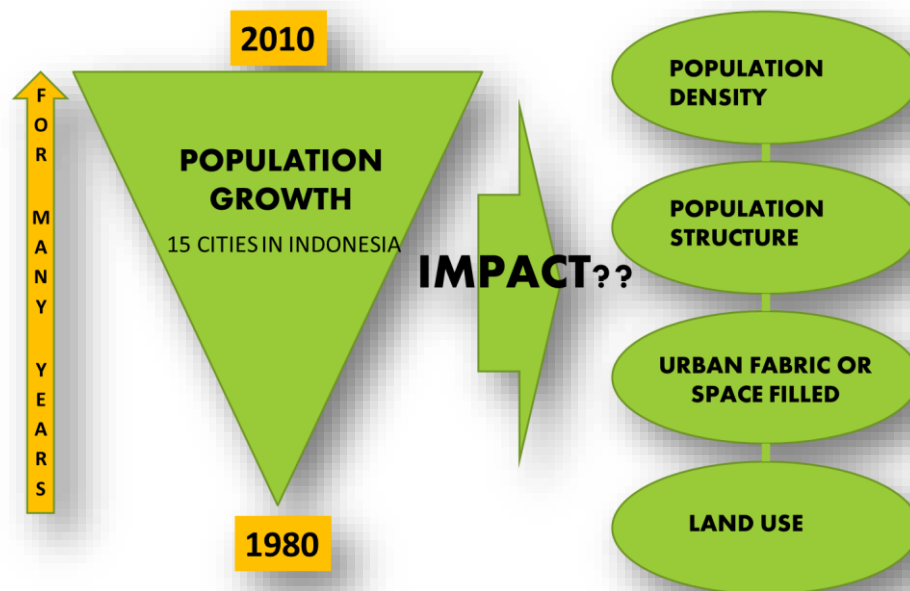 2010
FOR MANY YEARS
POPULATION
GROWTH
15 CITIES IN INDONESIA
1980
IMPACT??
POPULATION
DENSITY
POPULATION
STRUCTURE
URBAN FABRIC OR
SPACE FILLED
LAND USE